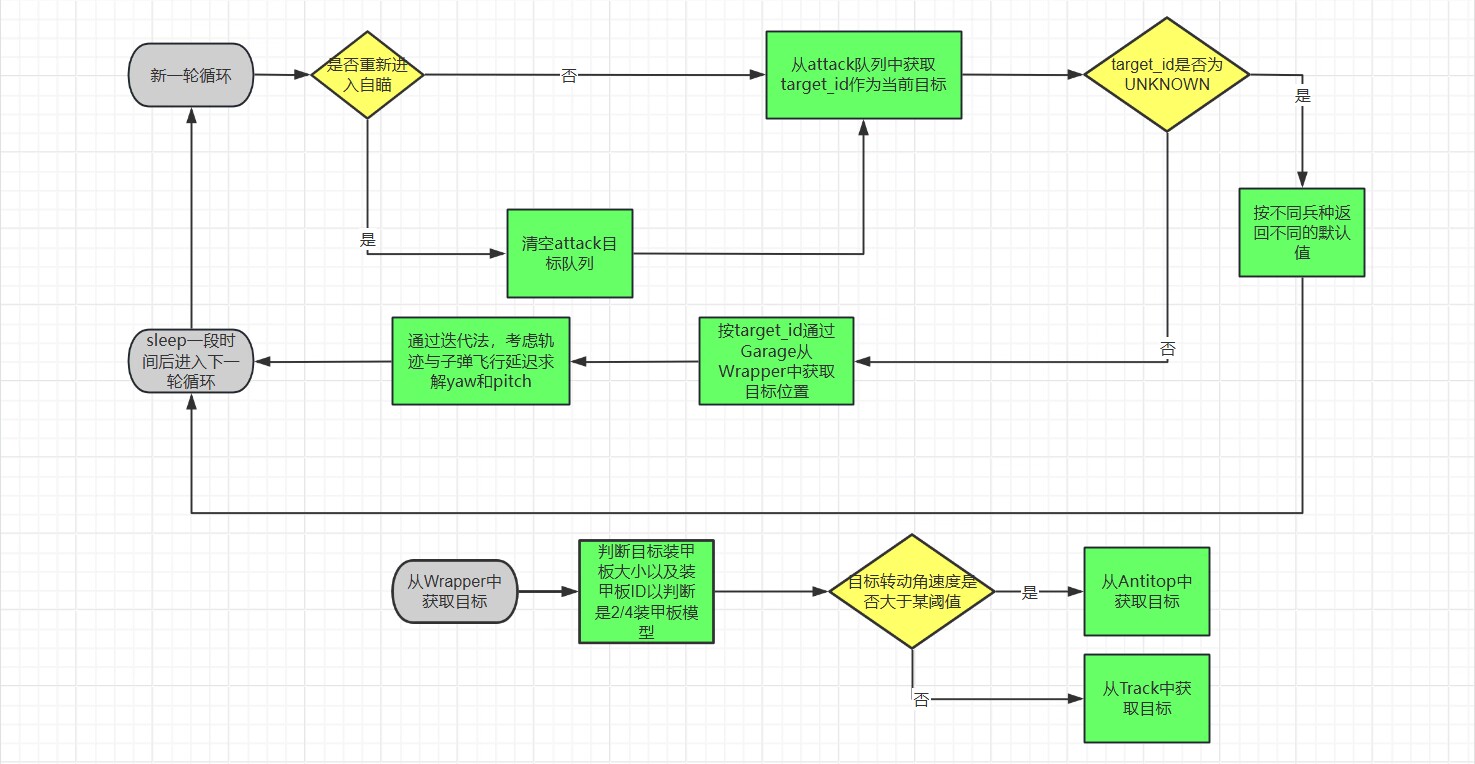 新一轮循环
是否重新进
入自瞄
否
从attack队列中获取
target_id作为当前目标
target_id是否为
UNKNOWN
是
按不同兵种返
回不同的默认
值
是
清空attack目
标队列
否
按target_id通过
Garage从
Wrapper中获取
目标位置
通过迭代法，考虑轨
迹与子弹飞行延迟求
解yaw和pitch
sleep一段时
间后进入下一
轮循环
从Wrapper中
获取目标
判断目标装甲
板大小以及装
甲板ID以判断
是2/4装甲板模
型
目标转动角速度是
否大于某阈值
是
从Antitop中
获取目标
否
从Track中获
取目标